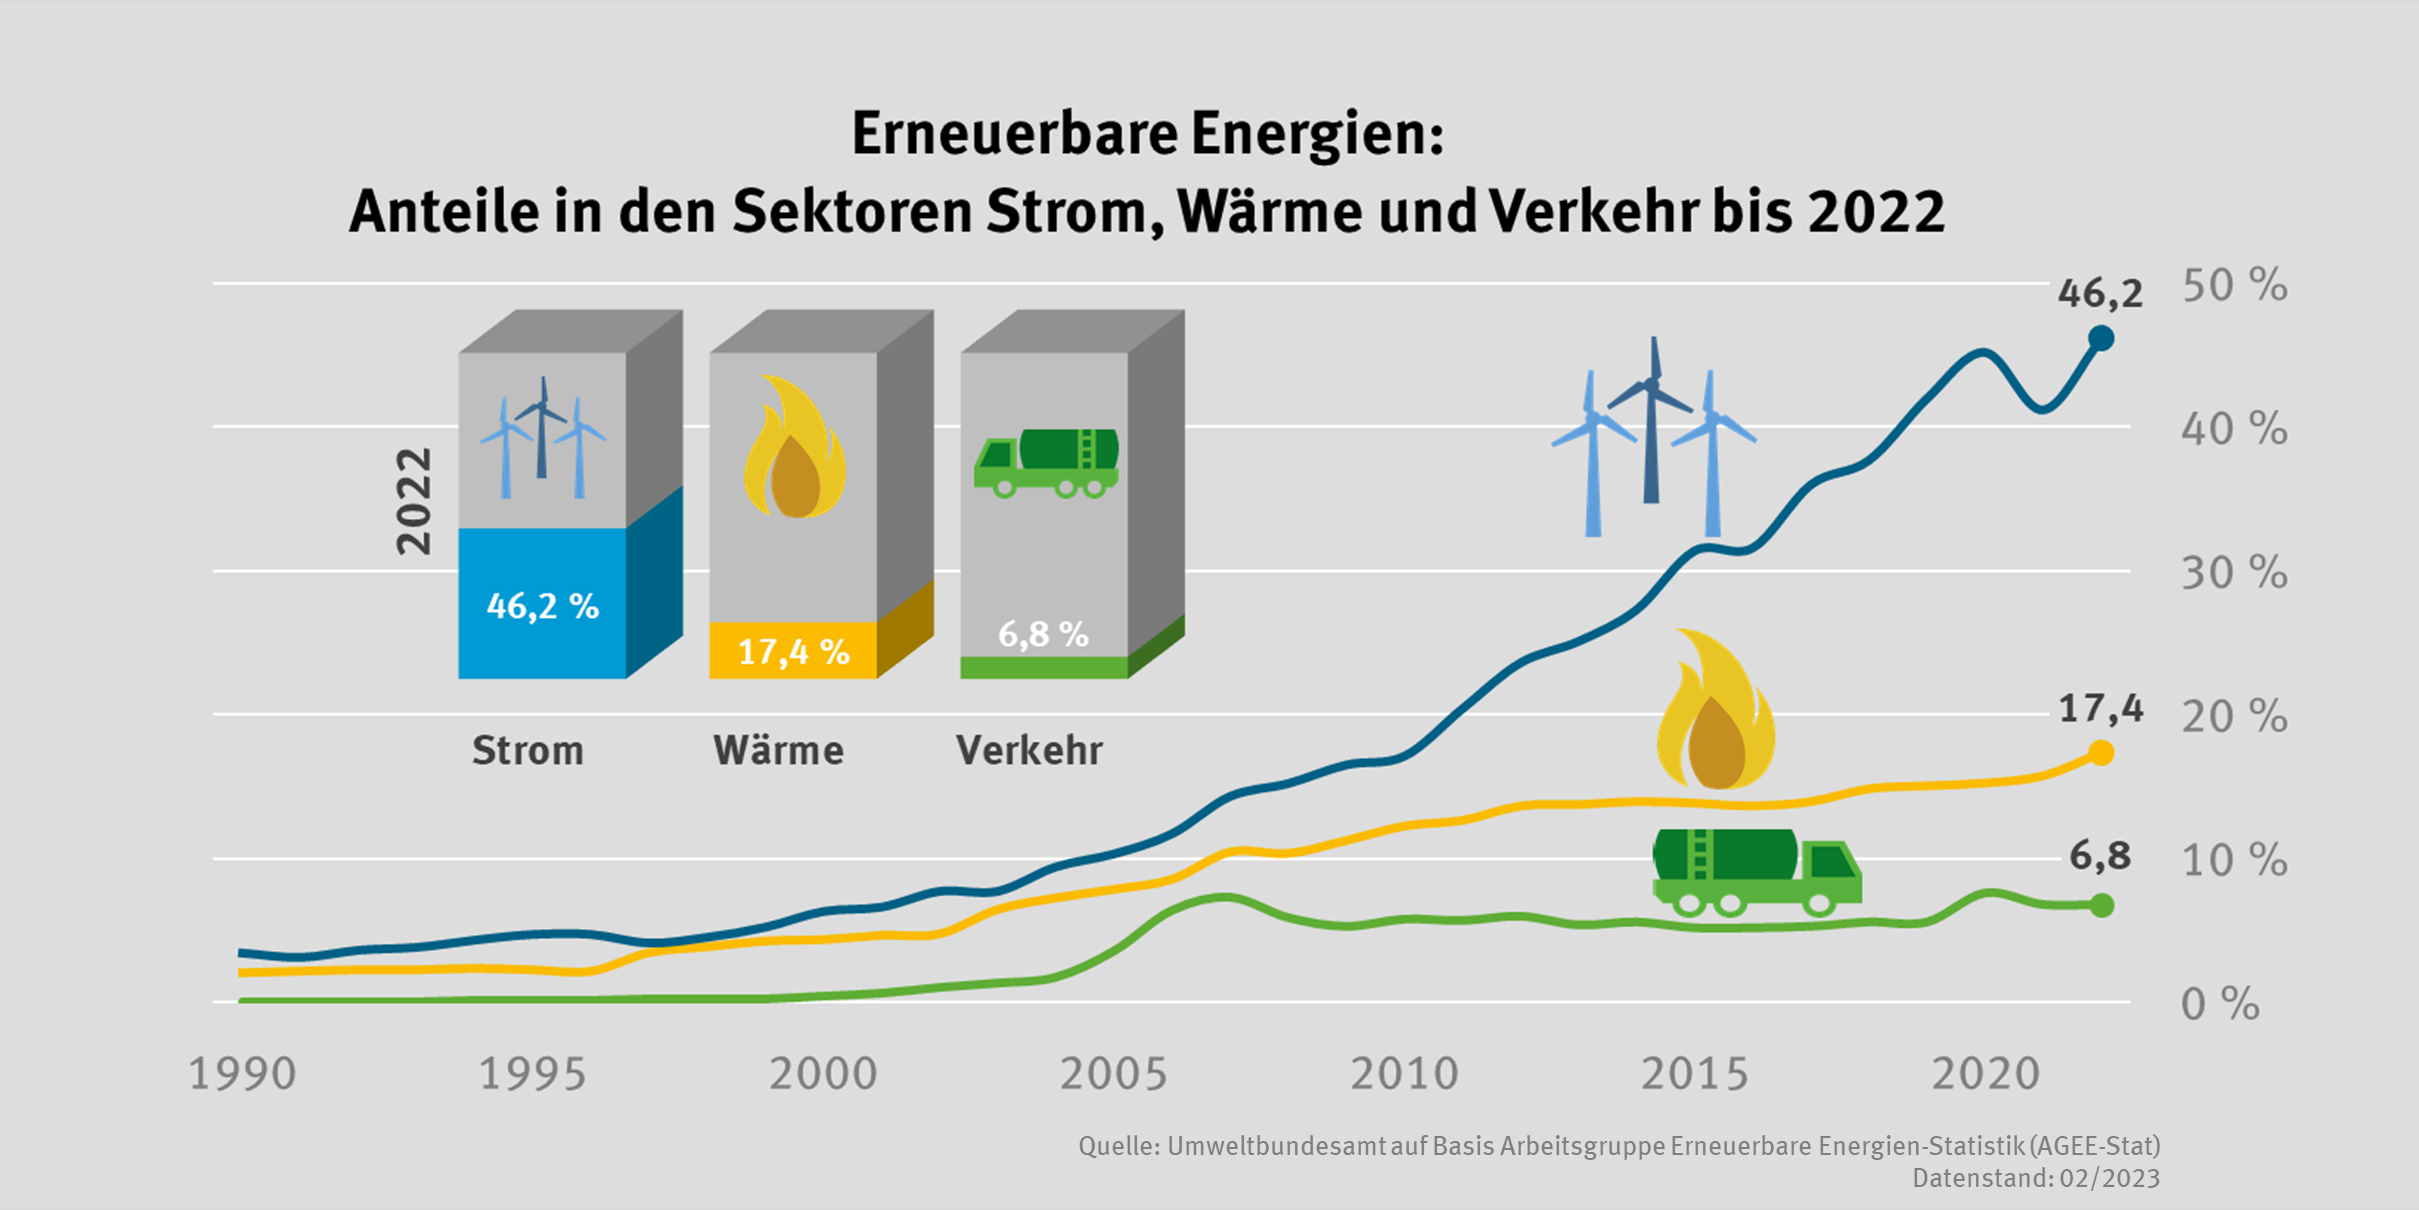 Erneuerbare Energien:
Anteile in den Sektoren Strom, Wärme und Verkehr bis 2022
46,2
50 %
40 %
30 %
17,4
20 %
6,8
10 %
0 %
2022
46,2 %
17,4 %
6,8 %
Strom
Wärme
Verkehr
1990
1995
2000
2005
2010
2015
2020
Quelle: Umweltbundesamt auf Basis Arbeitsgruppe Erneuerbare Energien-Statistik (AGEE-Stat)
Datenstand: 02/2023